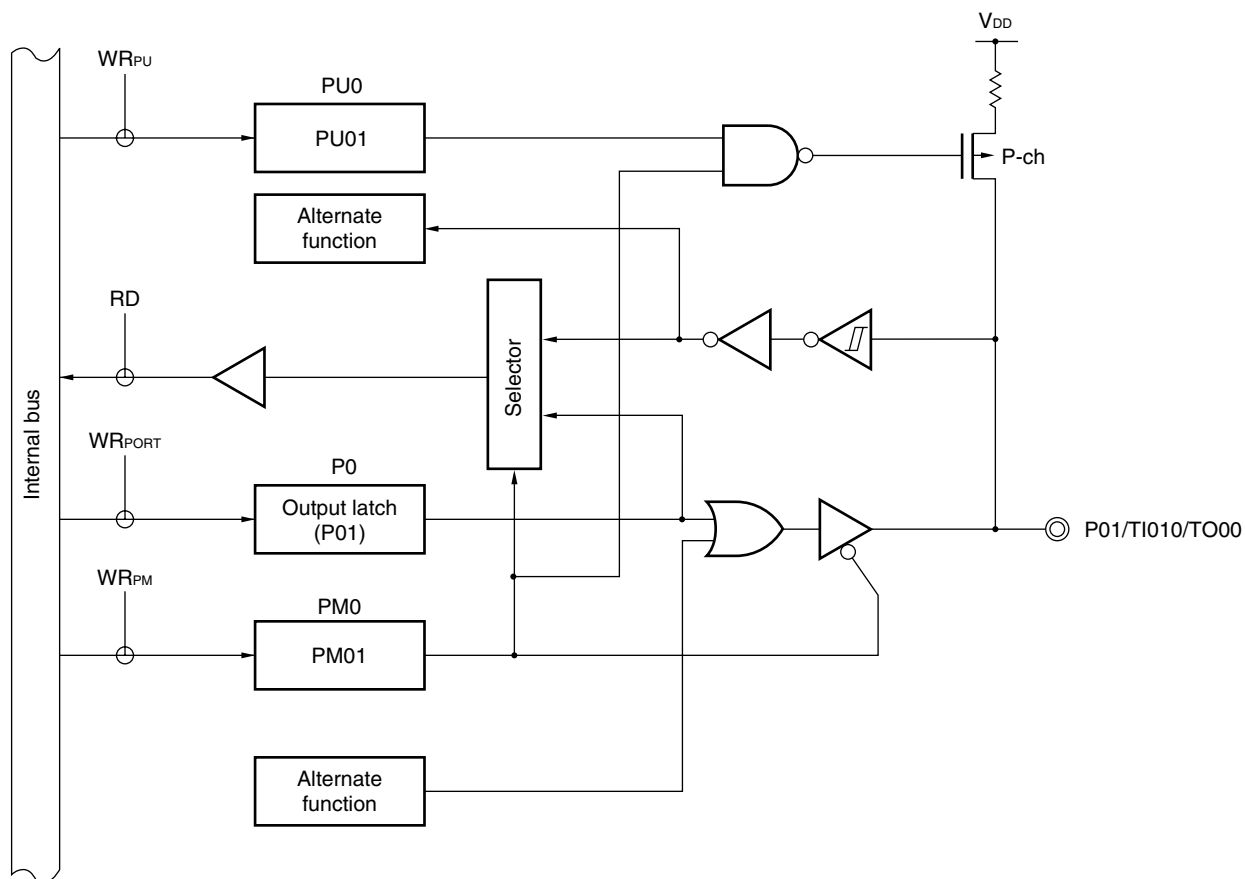 VDD
WRPU
PU0
PU01
P-ch
Alternate
function
RD
Selector
Internal bus
WRPORT
P0
Output latch
(P01)
P01/TI010/TO00
WRPM
PM0
PM01
Alternate
function